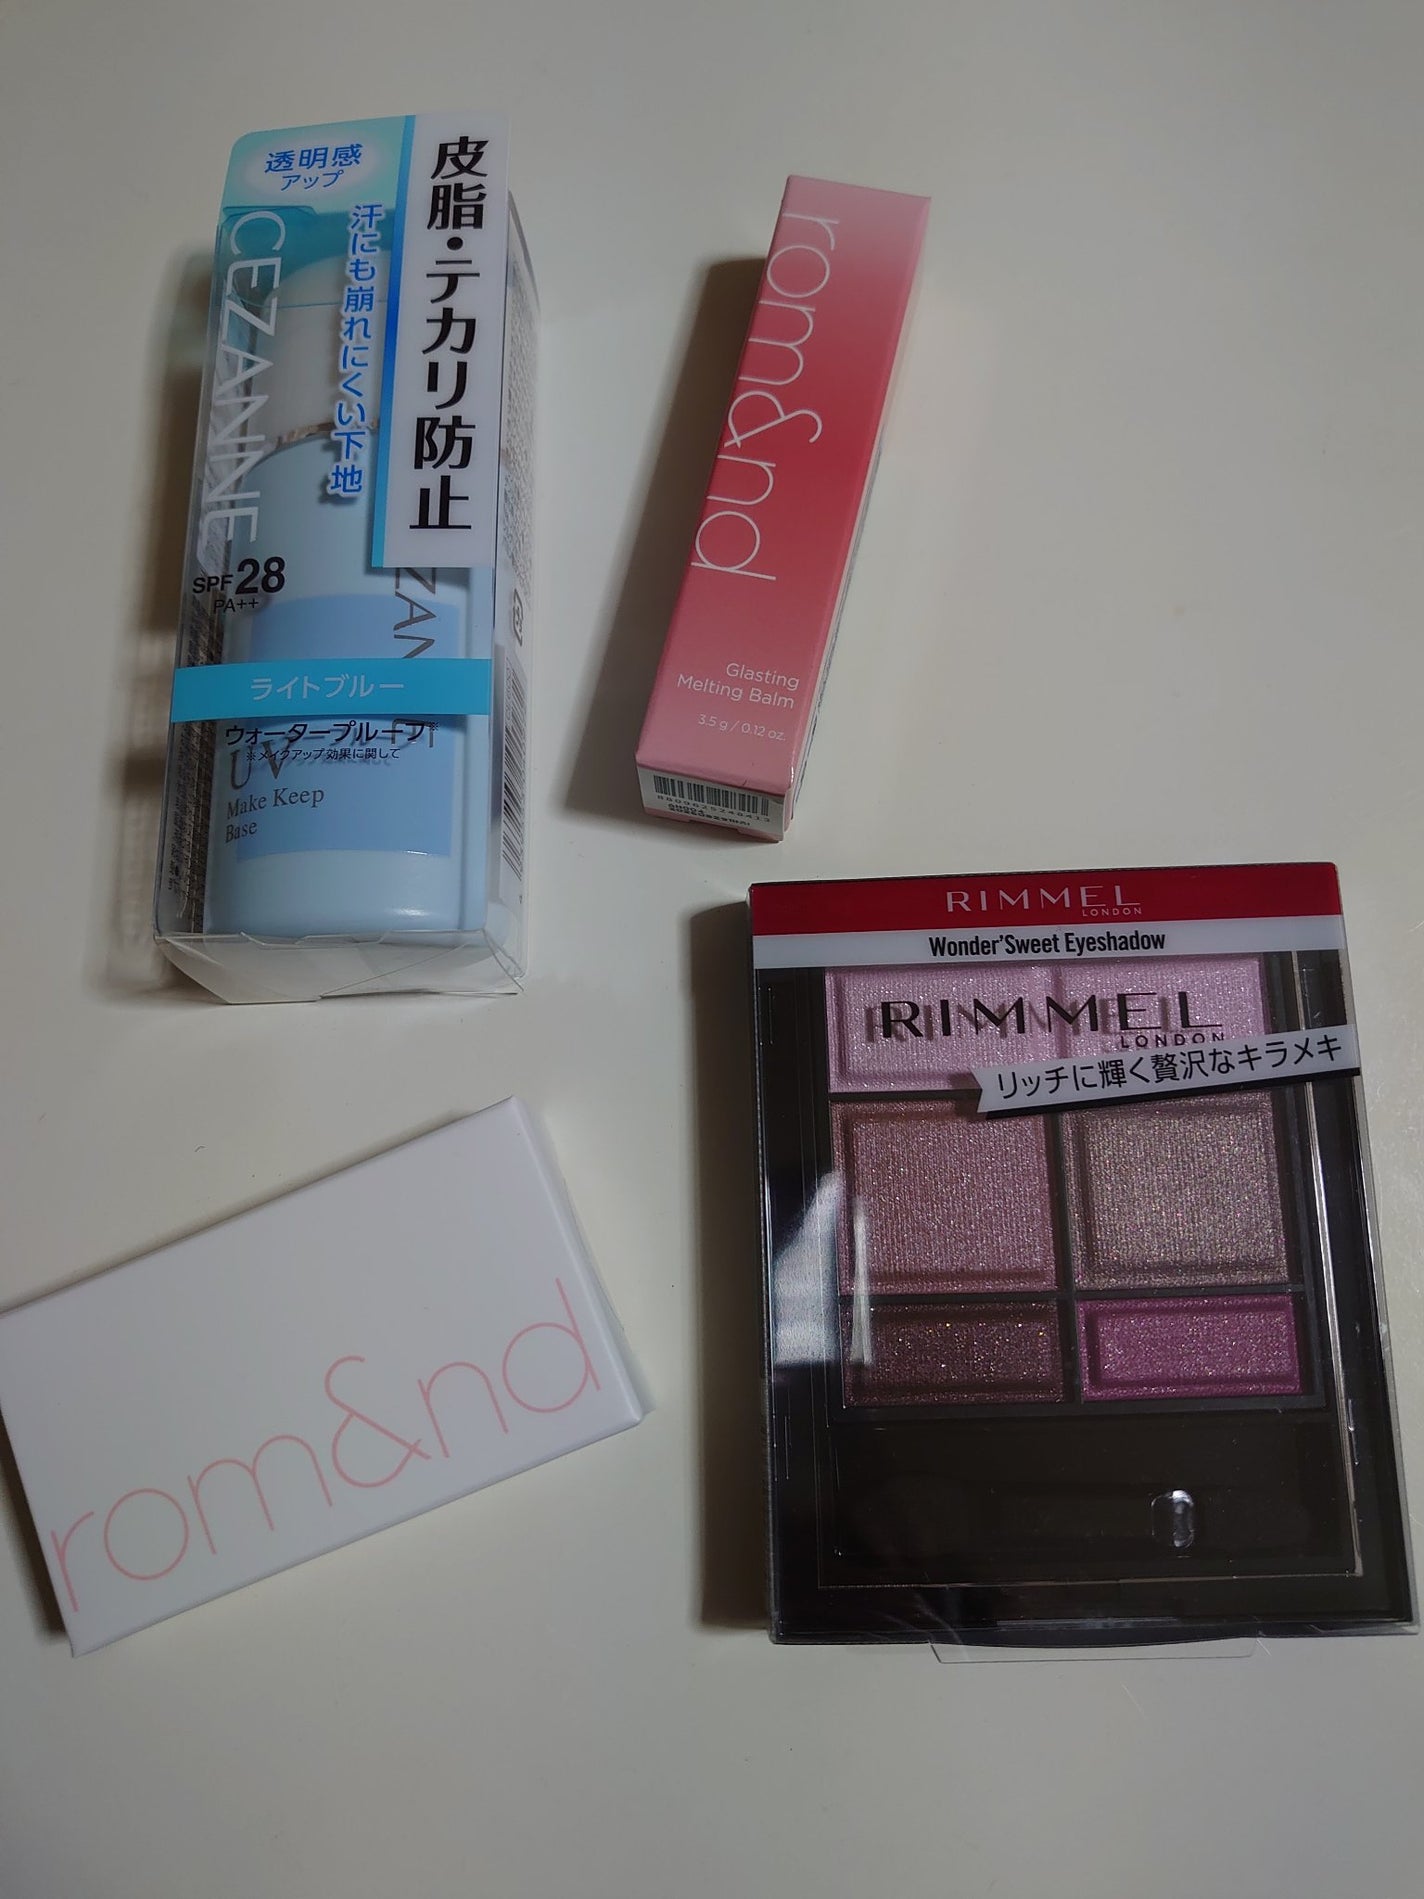 透明感
アップ
皮脂・テカリ防止
汗にも崩れにくい下地
CEZANNE
SPF 28
PA++
ライトブルー
ウォータープルーフ※
※メイクアップ効果に関して
UV
Make Keep
Base
rom&nd
Glasting
Melting Balm
3.5 g / 0.12 oz.
8809625240413
RIMMEL
LONDON
Wonder'Sweet Eyeshadow
RIMMEL
LONDON
リッチに輝く贅沢なキラメキ
rom&nd